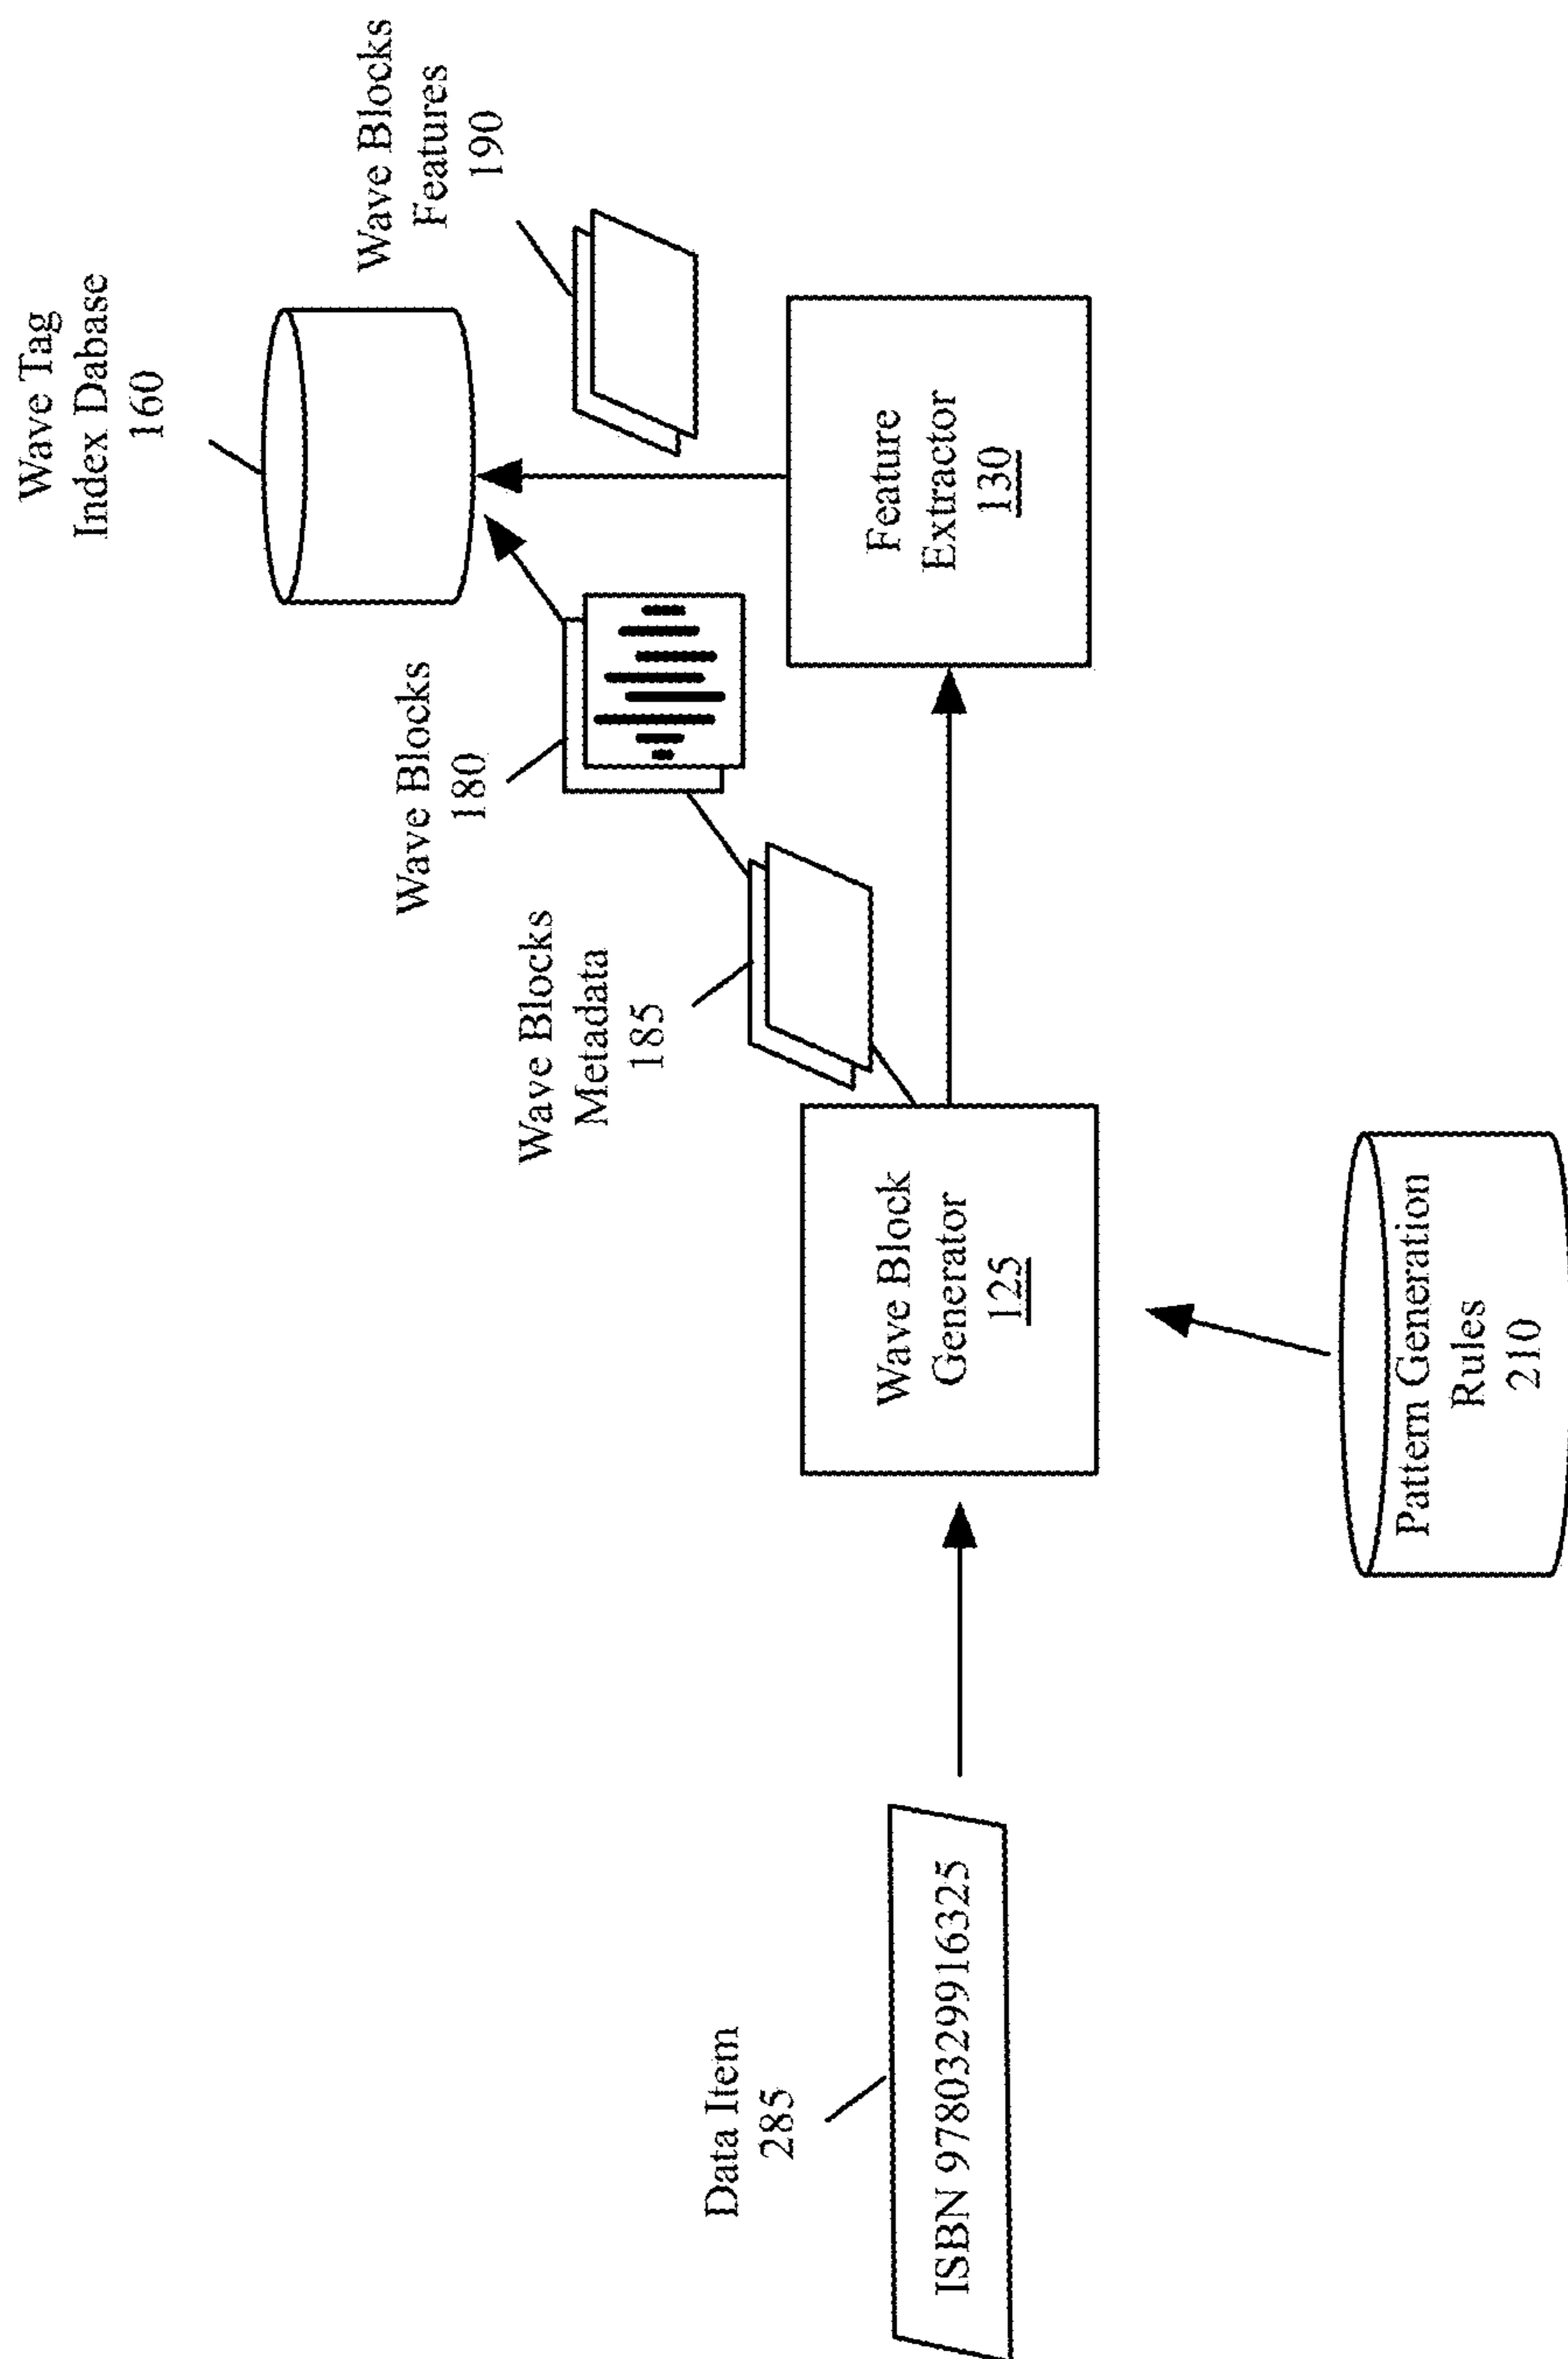 Wave Tag
Index Dabase
160
Wave Blocks
Features
190
Wave Blocks
180
Wave Blocks
Metadata
185
Feature
Extractor
130
Wave Block
Generator
125
Data Item
285
ISBN 9780329916325
Pattern Generation
Rules
210